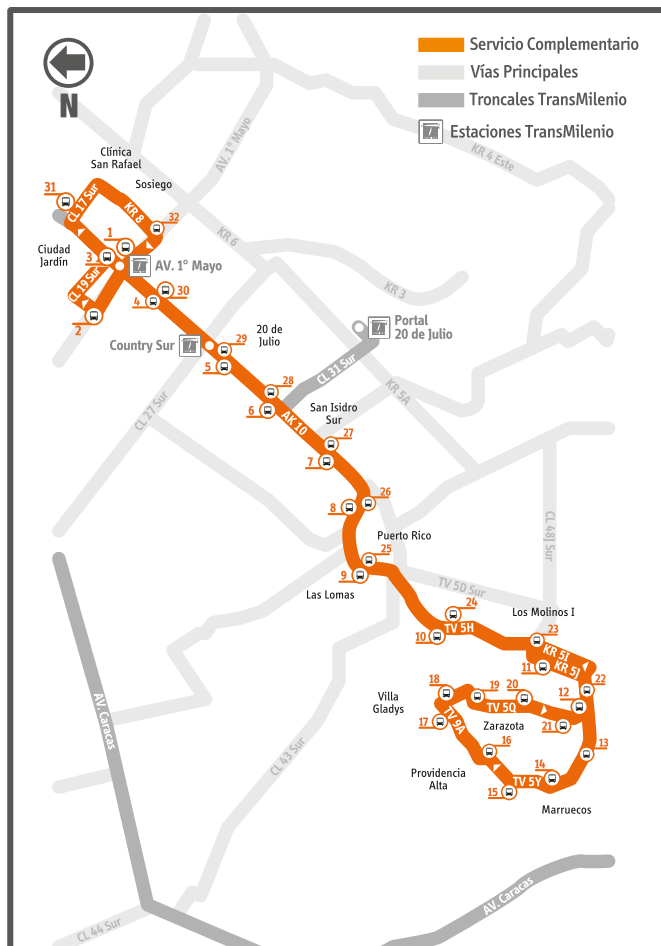 Servicio Complementario
Vías Principales
Troncales TransMilenio
Estaciones TransMilenio
N
Clínica
San Rafael
Sosiego
AV. 1° Mayo
KR 4 Este
31
CL 17 Sur
KR 8
32
KR 6
Ciudad
Jardín
1
3
AV. 1° Mayo
CL 19 Sur
2
4
30
KR 3
Country Sur
29
5
20 de
Julio
Portal
20 de Julio
CL 31 Sur
28
6
AK 10
KR 5A
CL 27 Sur
San Isidro
Sur
27
7
8
26
CL 48J Sur
Puerto Rico
25
9
Las Lomas
TV 5D Sur
24
10
TV 5H
Los Molinos I
23
KR 5I
11
KR 5J
22
12
18
19
20
Villa
Gladys
TV 5Q
17
TV 9A
Zarazota
21
13
16
Providencia
Alta
14
15
TV 5Y
Marruecos
AV. Caracas
CL 43 Sur
CL 44 Sur
AV. Caracas